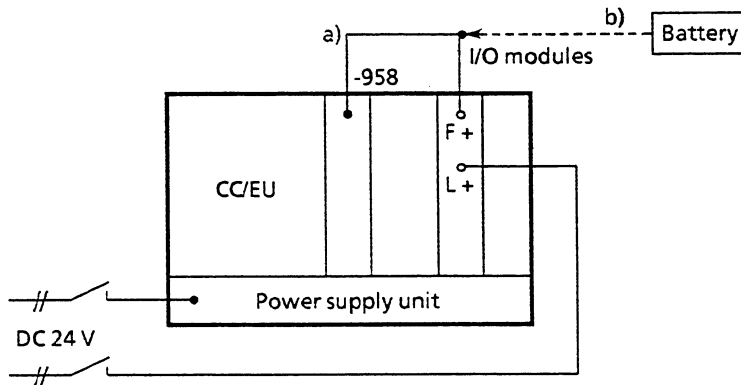 b)
Battery
a)
I/O modules
-958
F +
CC/EU
L +
Power supply unit
DC 24 V